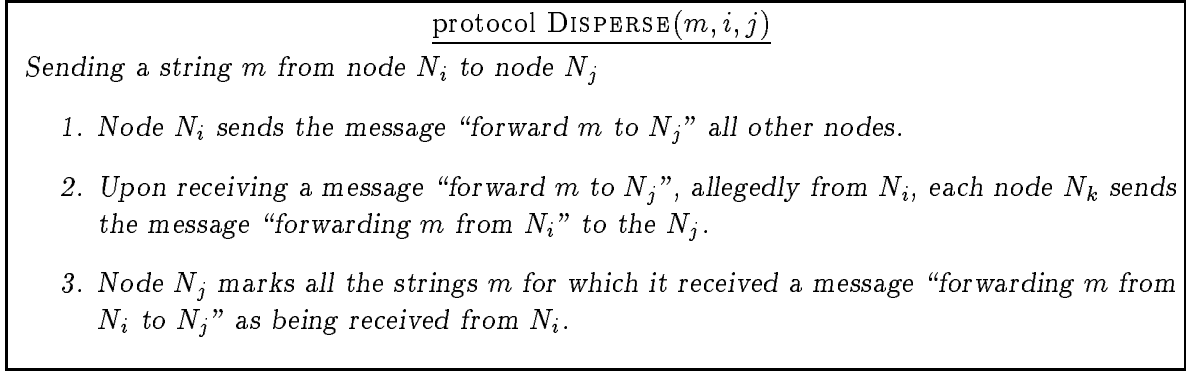 protocol DISPERSE(m, i, j)
Sending a string m from node N_i to node N_j
1. Node N_i sends the message “forward m to N_j” all other nodes.
2. Upon receiving a message “forward m to N_j”, allegedly from N_i, each node N_k sends
the message “forwarding m from N_i” to the N_j.
3. Node N_j marks all the strings m for which it received a message “forwarding m from
N_i to N_j” as being received from N_i.